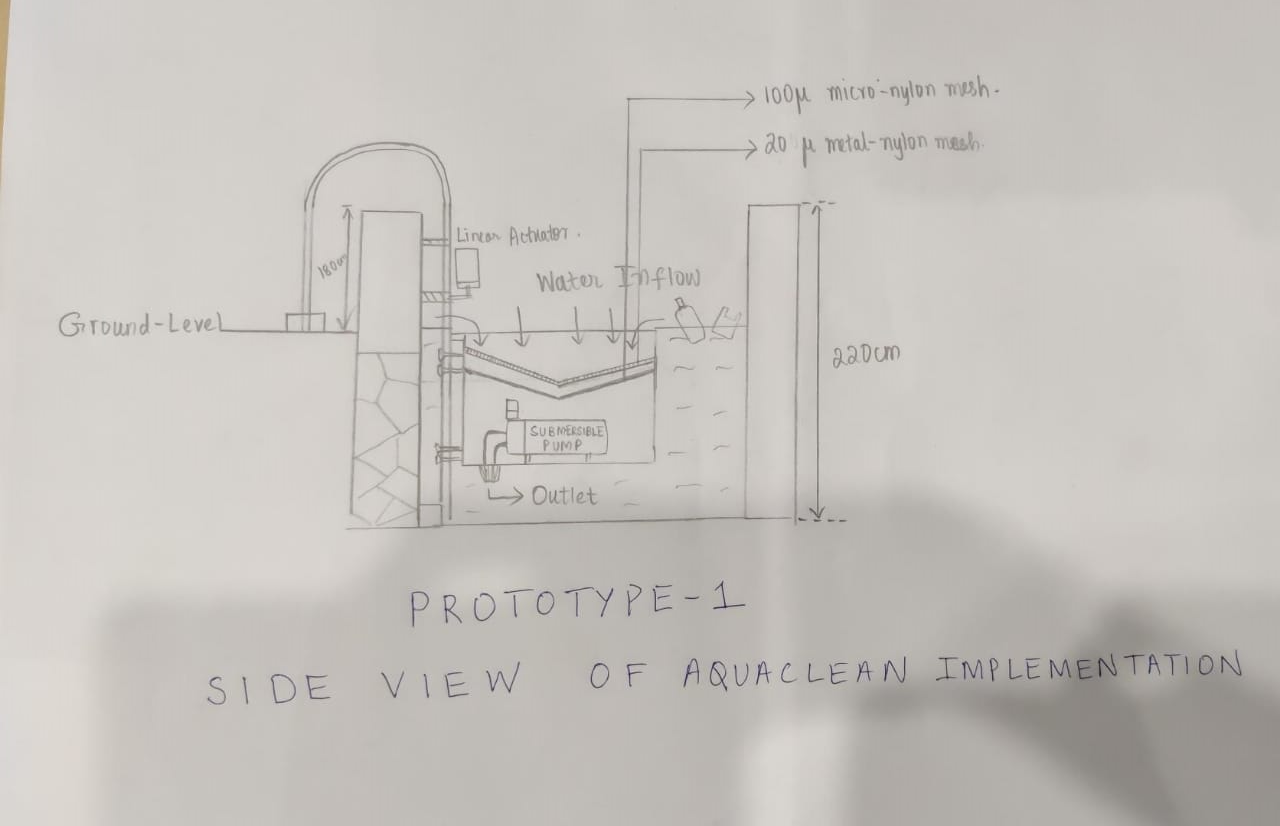 100μ micro-nylon mesh.
20 μ metal-nylon mesh.
Linear Actuator.
Water Inflow
Ground-Level
220cm
SUBMERSIBLE
PUMP
Outlet
PROTOTYPE-1
SIDE VIEW OF AQUACLEAN IMPLEMENTATION